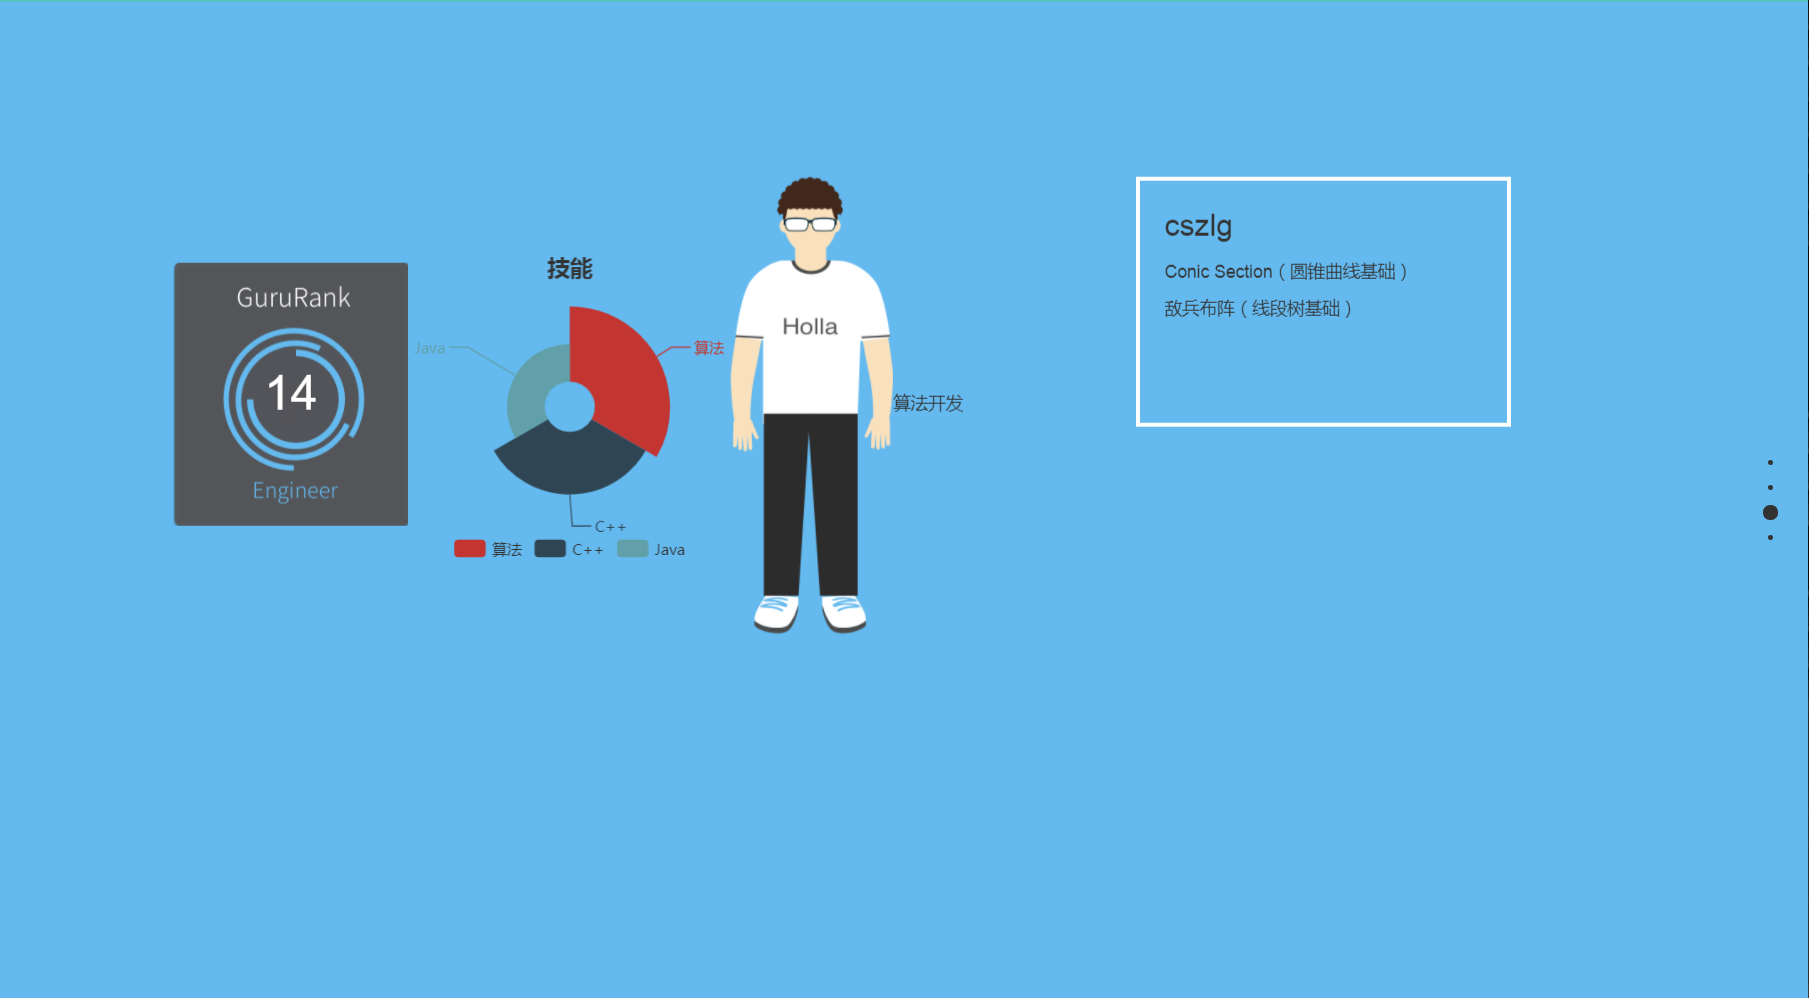 GuruRank
14
Engineer
技能
Java
算法
C++
算法 C++ Java
Holla
算法开发
cszlg
Conic Section（圆锥曲线基础）
敌兵布阵（线段树基础）